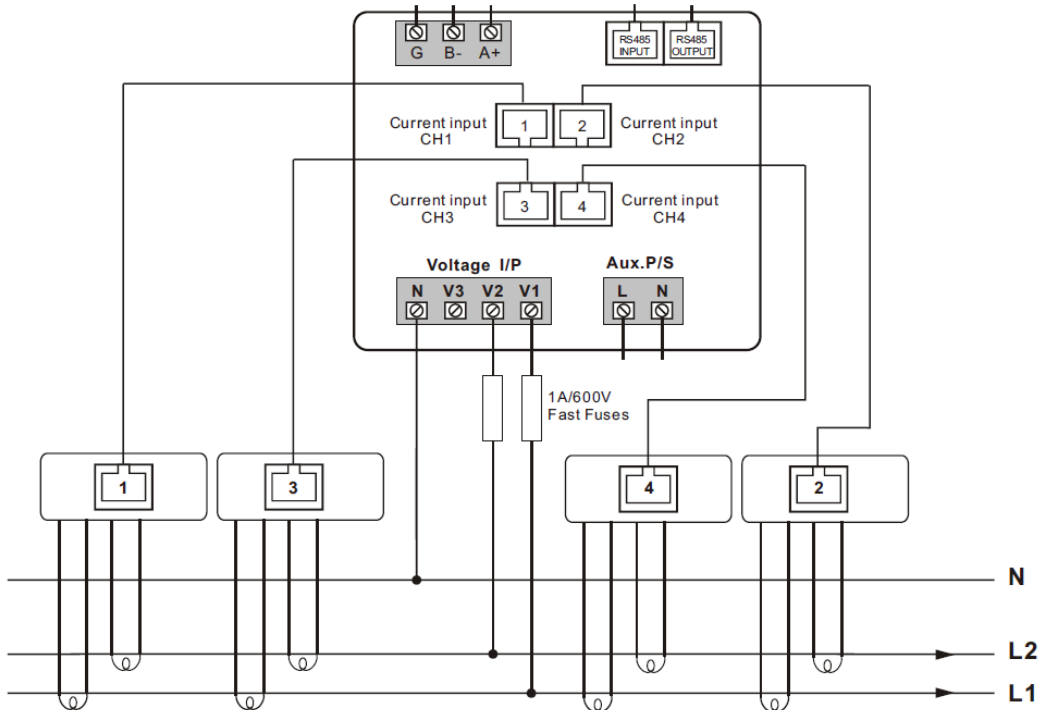 G B- A+
RS485
INPUT
RS485
OUTPUT
Current input
CH1
1
2
Current input
CH2
Current input
CH3
3
4
Current input
CH4
Voltage I/P
N V3 V2 V1
Aux.P/S
L N
1A/600V
Fast Fuses
1
3
4
2
N
L2
L1